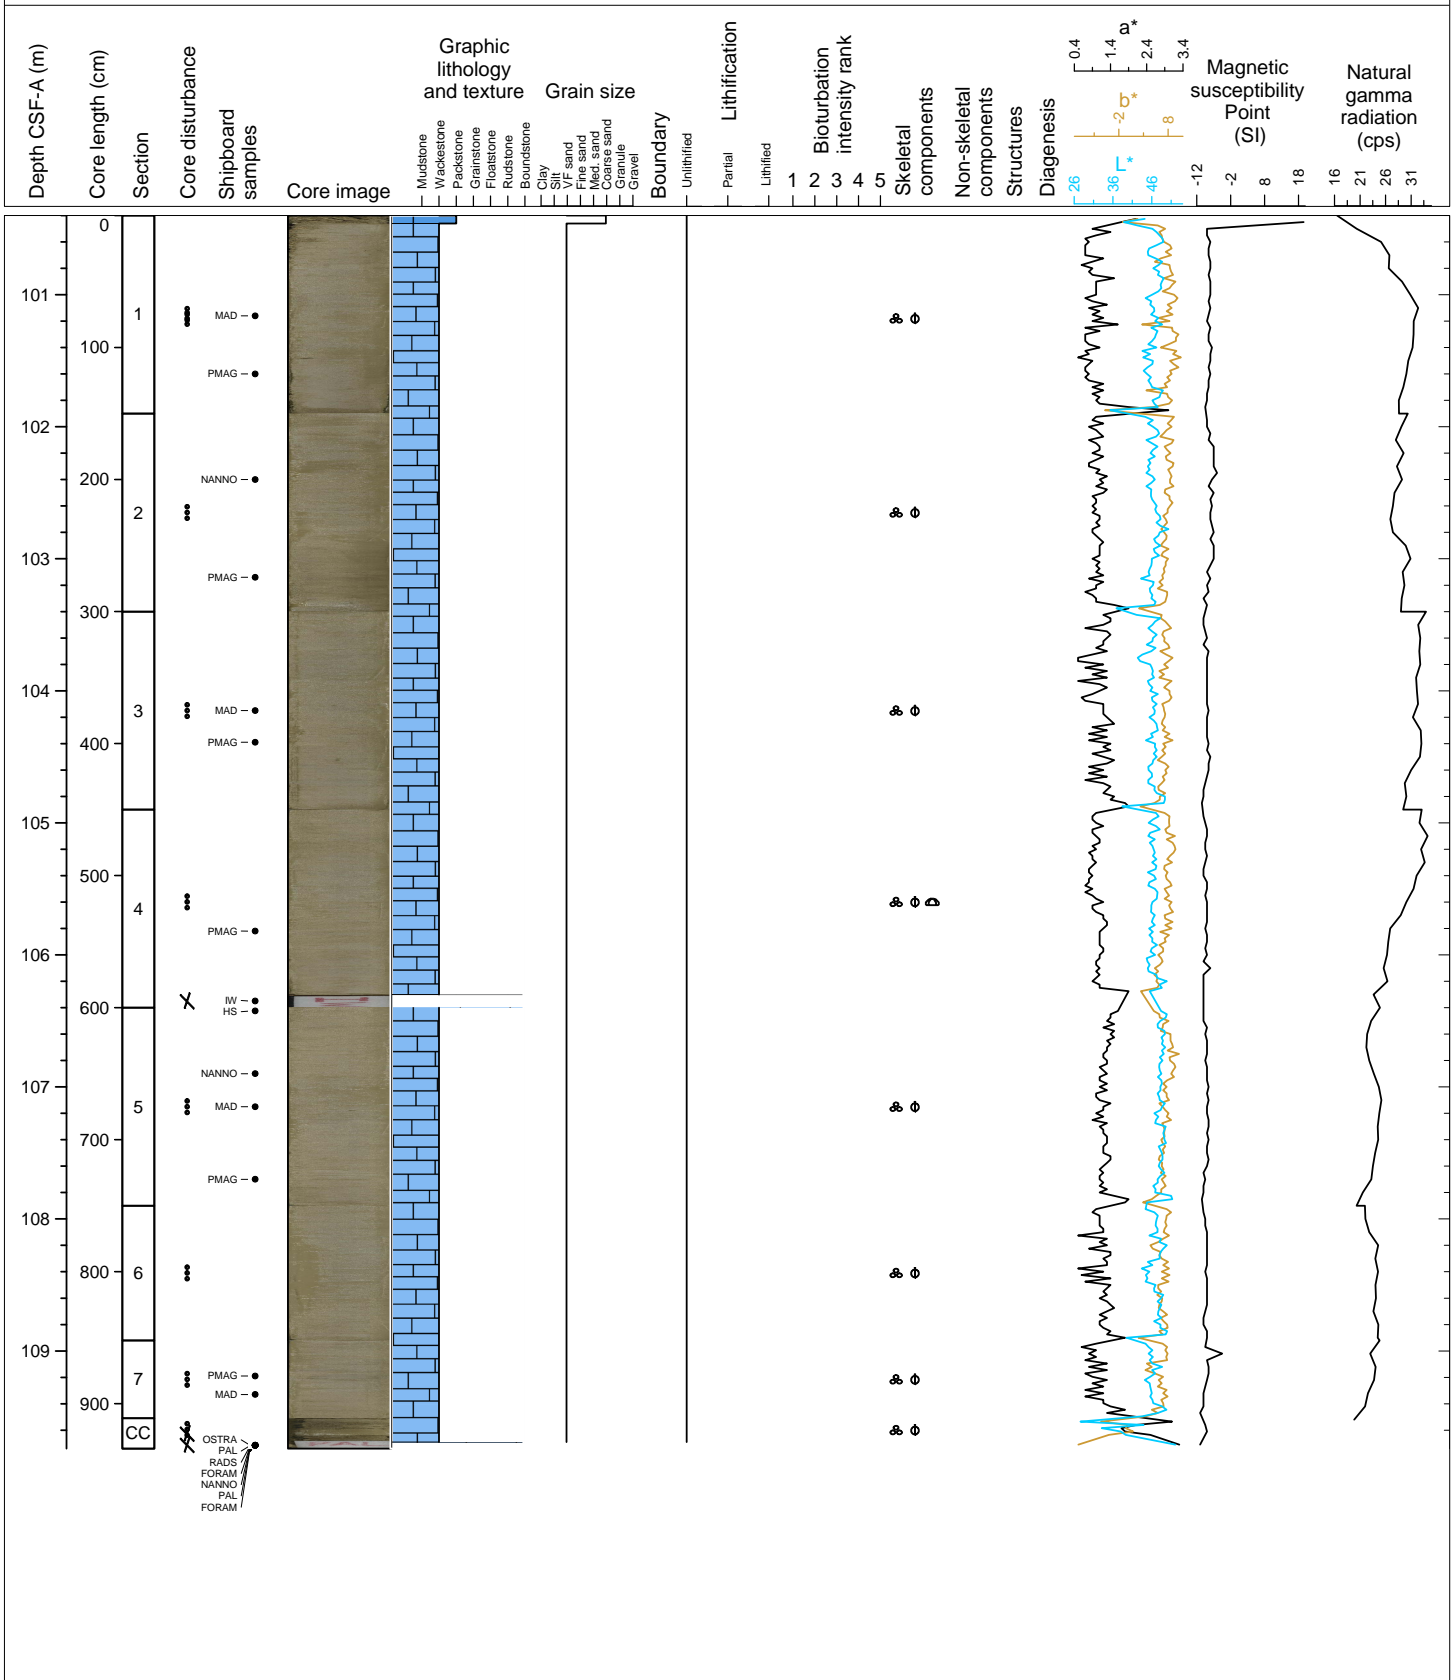 Depth CSF-A (m)
Core length (cm)
Section
Core disturbance
Shipboard
samples
Core image
Graphic
lithology
and texture
Mudstone
Wackestone
Packstone
Grainstone
Floatstone
Rudstone
Boundstone
Grain size
Clay
Silt
VF sand
Fine sand
Med. sand
Coarse sand
Granule
Gravel
Boundary
Lithification
Unlithified
Partial
Lithified
Bioturbation
intensity rank
1 2 3 4 5
Skeletal
components
Non-skeletal
components
Structures
Diagenesis
a*
0.4 1.4 2.4 3.4
b*
-2 8
L*
26 36 46
Magnetic
susceptibility
Point
(SI)
-12 -2 8 18
Natural
gamma
radiation
(cps)
16 21 26 31
0
101
1
MAD
100
PMAG
102
200
NANNO
2
103
PMAG
300
104
3
MAD
400
PMAG
105
500
4
PMAG
106
IW
600
HS
NANNO
107
5
MAD
700
PMAG
108
800
6
109
7
PMAG
MAD
900
CC
OSTRA
PAL
RADS
FORAM
NANNO
PAL
FORAM